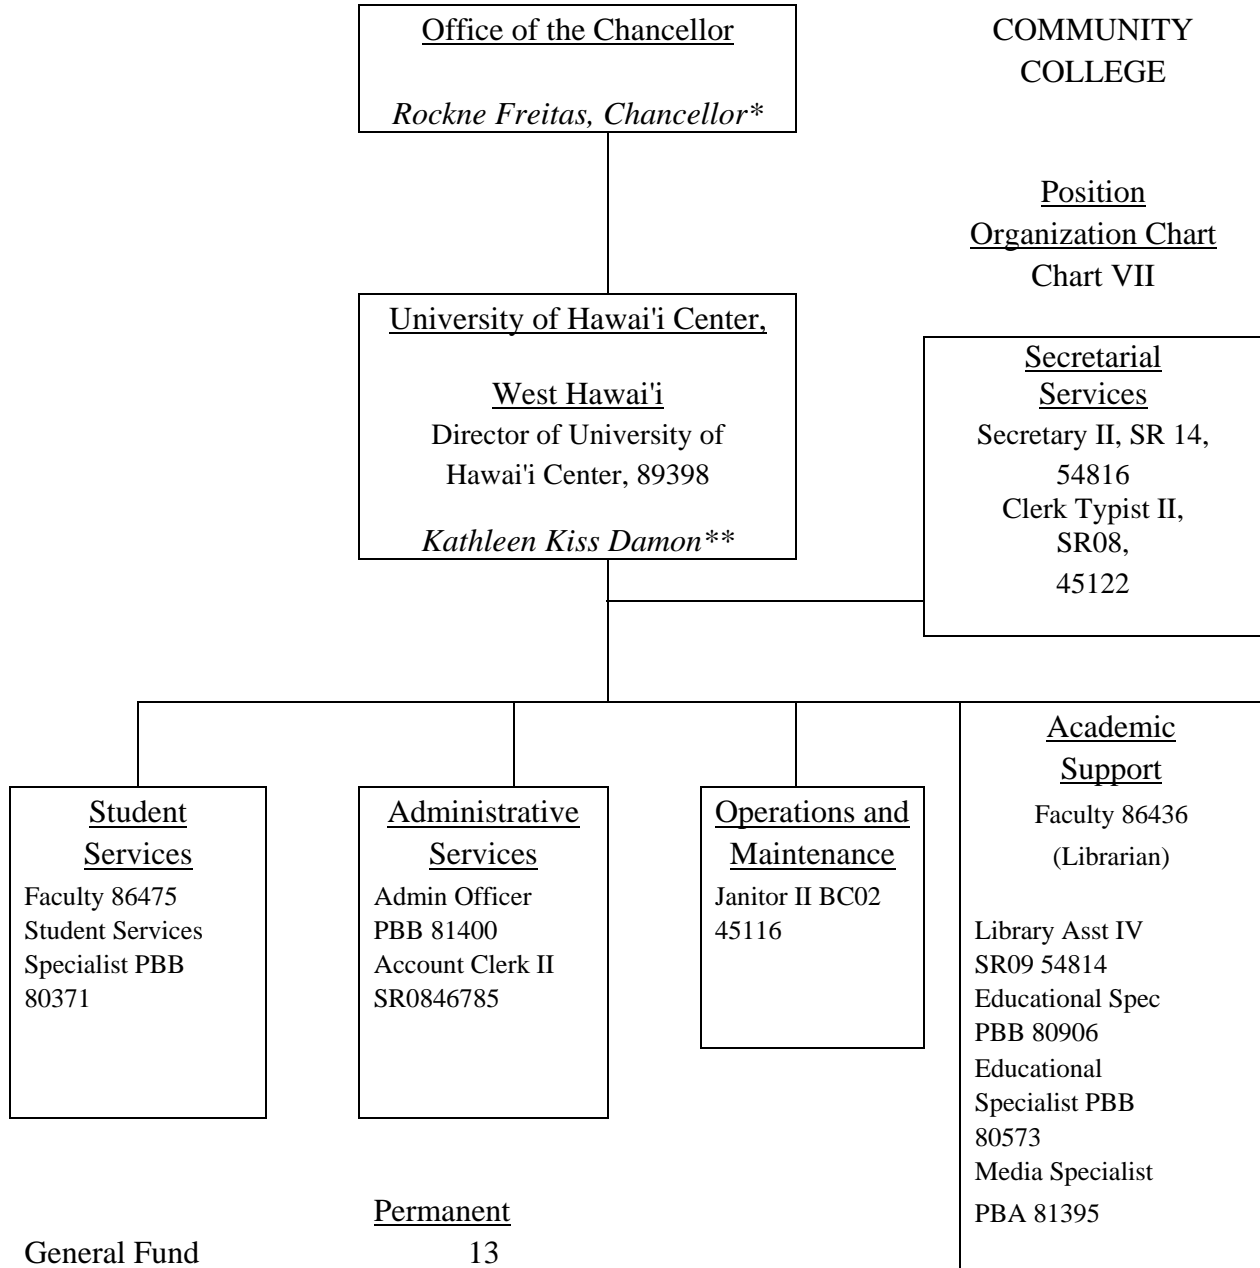 Office of the Chancellor
Rockne Freitas, Chancellor*
COMMUNITY
COLLEGE
Position
Organization Chart
Chart VII
University of Hawai'i Center,
West Hawai'i
Director of University of
Hawai'i Center, 89398
Kathleen Kiss Damon**
Secretarial
Services
Secretary II, SR 14,
54816
Clerk Typist II,
SR08,
45122
Student
Services
Faculty 86475
Student Services
Specialist PBB
80371
Administrative
Services
Admin Officer
PBB 81400
Account Clerk II
SR0846785
Operations and
Maintenance
Janitor II BC02
45116
Academic
Support
Faculty 86436
(Librarian)
Library Asst IV
SR09 54814
Educational Spec
PBB 80906
Educational
Specialist PBB
80573
Media Specialist
PBA 81395
Permanent
General Fund 13